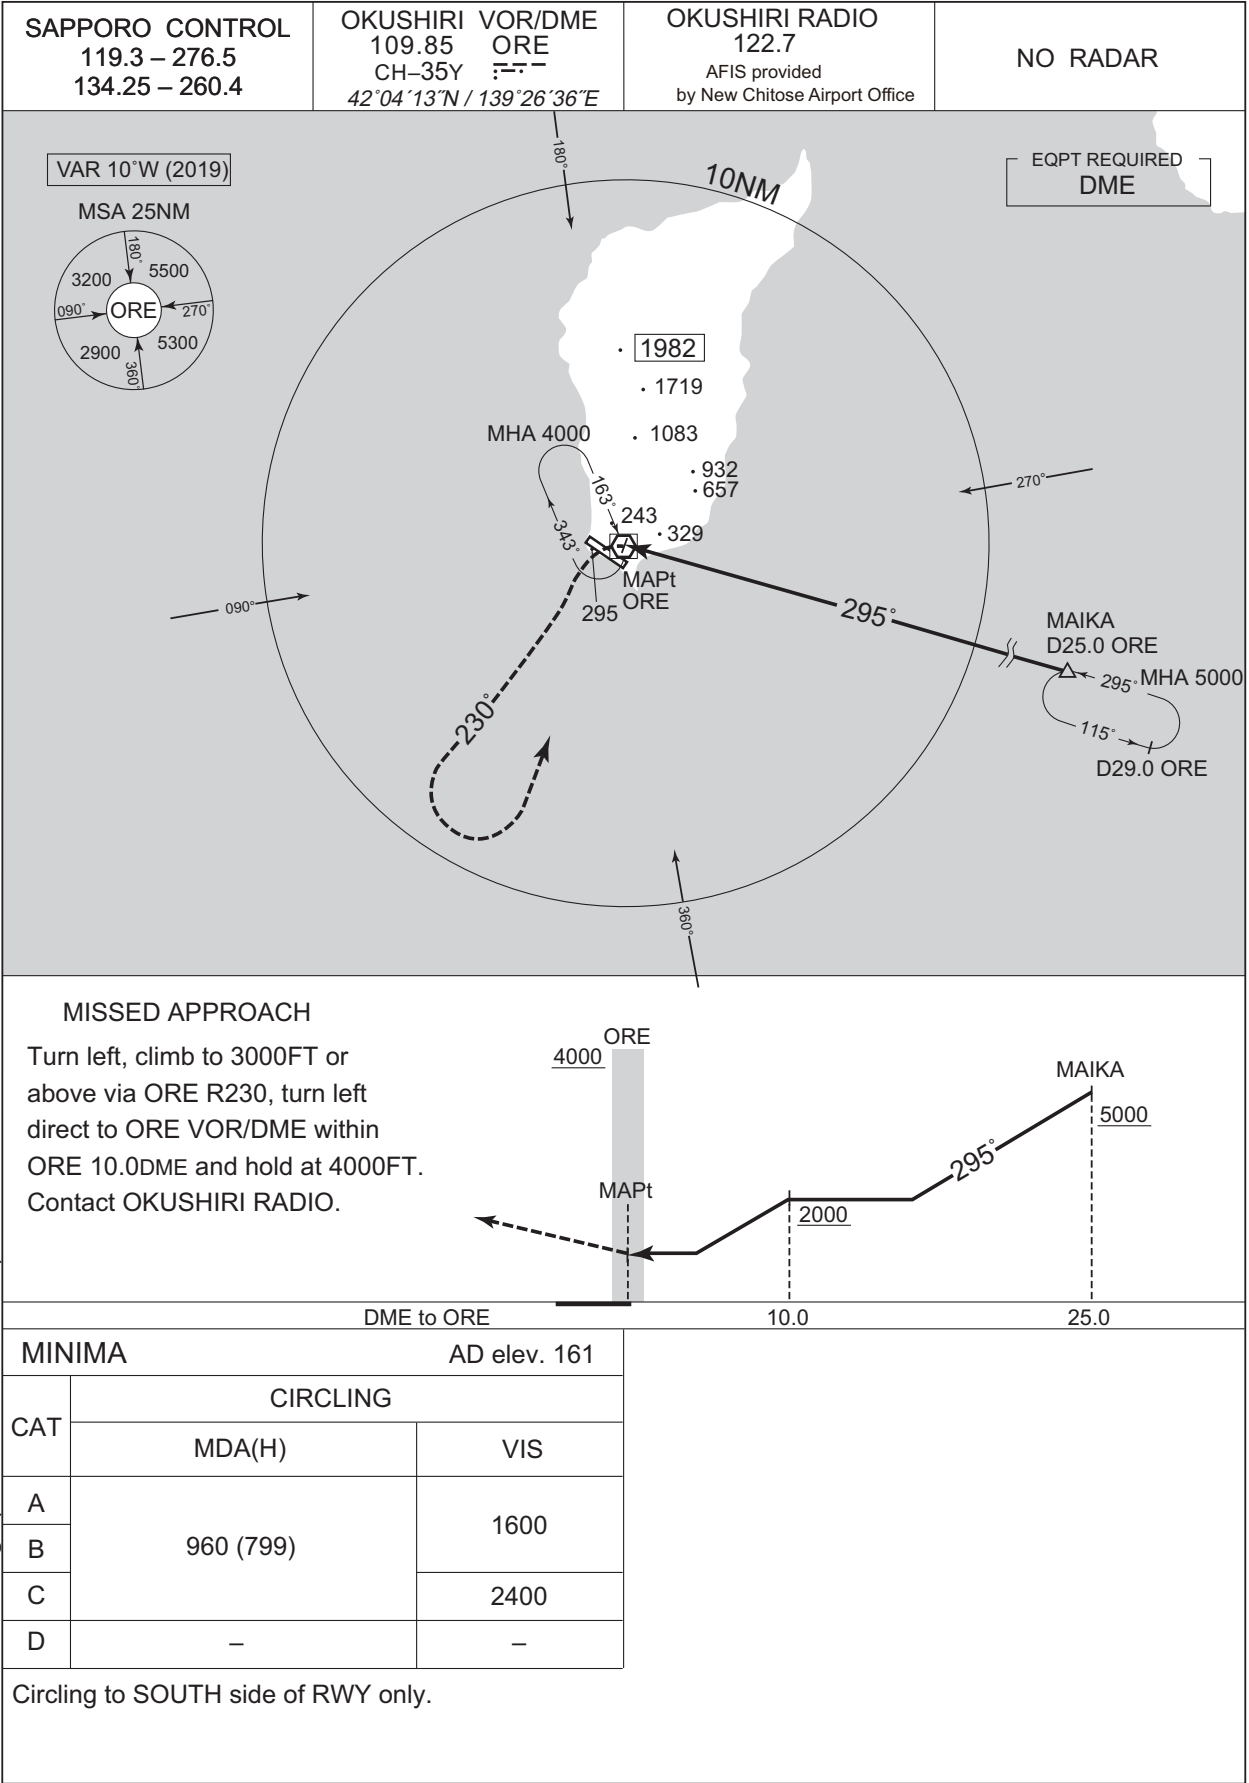 SAPPORO CONTROL
119.3 – 276.5
134.25 – 260.4
OKUSHIRI VOR/DME
109.85 ORE
CH–35Y
42°04´13˝N / 139°26´36˝E
OKUSHIRI RADIO
122.7
AFIS provided
by New Chitose Airport Office
NO RADAR
VAR 10°W (2019)
MSA 25NM
180°
3200
5500
090°
ORE
270°
2900
5300
360°
180°
10NM
EQPT REQUIRED
DME
1982
1719
MHA 4000
1083
932
657
163°
343°
243
329
270°
090°
MAPt
ORE
295
295°
MAIKA
D25.0 ORE
295°
MHA 5000
115°
D29.0 ORE
230°
360°
MISSED APPROACH
Turn left, climb to 3000FT or
above via ORE R230, turn left
direct to ORE VOR/DME within
ORE 10.0DME and hold at 4000FT.
Contact OKUSHIRI RADIO.
ORE
4000
MAIKA
5000
295°
MAPt
2000
DME to ORE
10.0
25.0
MINIMA
AD elev. 161
CAT
CIRCLING
MDA(H)
VIS
A
1600
B
960 (799)
C
2400
D
–
–
Circling to SOUTH side of RWY only.